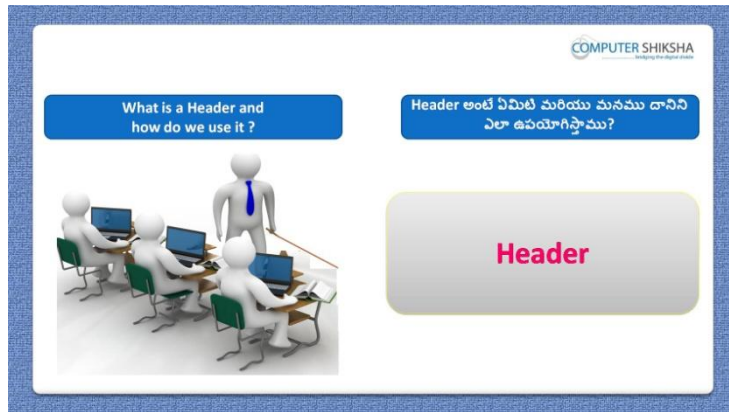 COMPUTER SHIKSHA
bridging the digital divide
What is a Header and
how do we use it ?
Header అంటే ఏమిటి మరియు మనము దానిని
ఎలా ఉపయోగిస్తాము?
Header